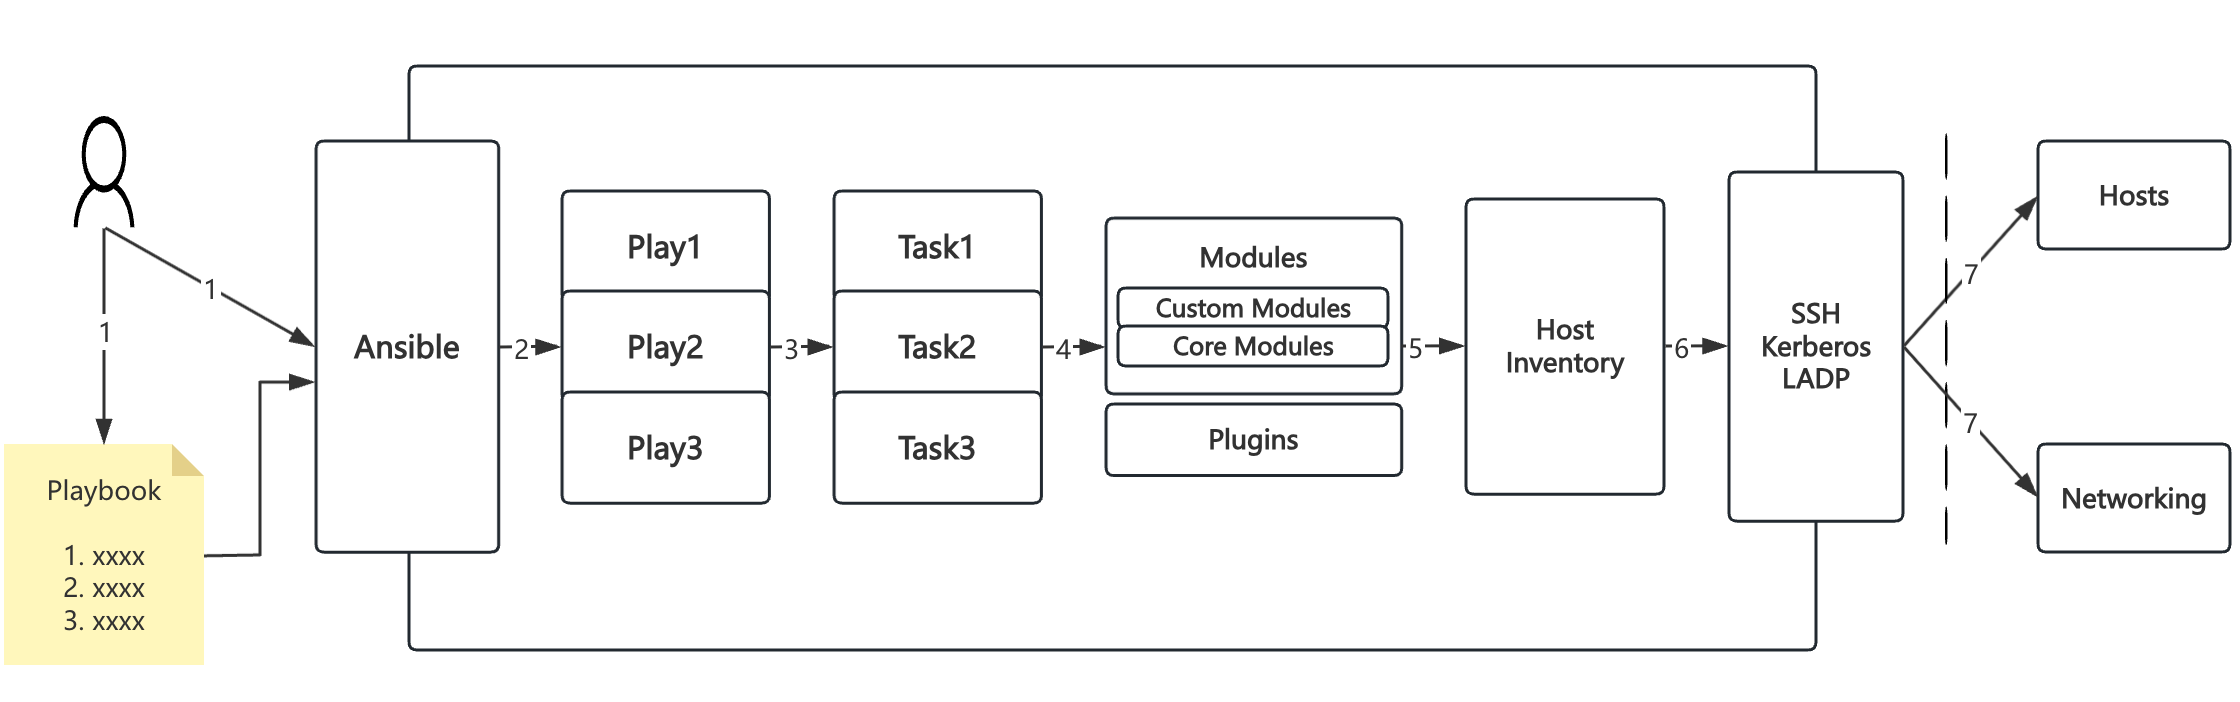 1
1
Playbook
1. xxxx
2. xxxx
3. xxxx
Ansible
2
Play1
Play2
Play3
3
Task1
Task2
Task3
4
Modules
Custom Modules
Core Modules
Plugins
5
Host
Inventory
6
SSH
Kerberos
LADP
7
7
Hosts
Networking